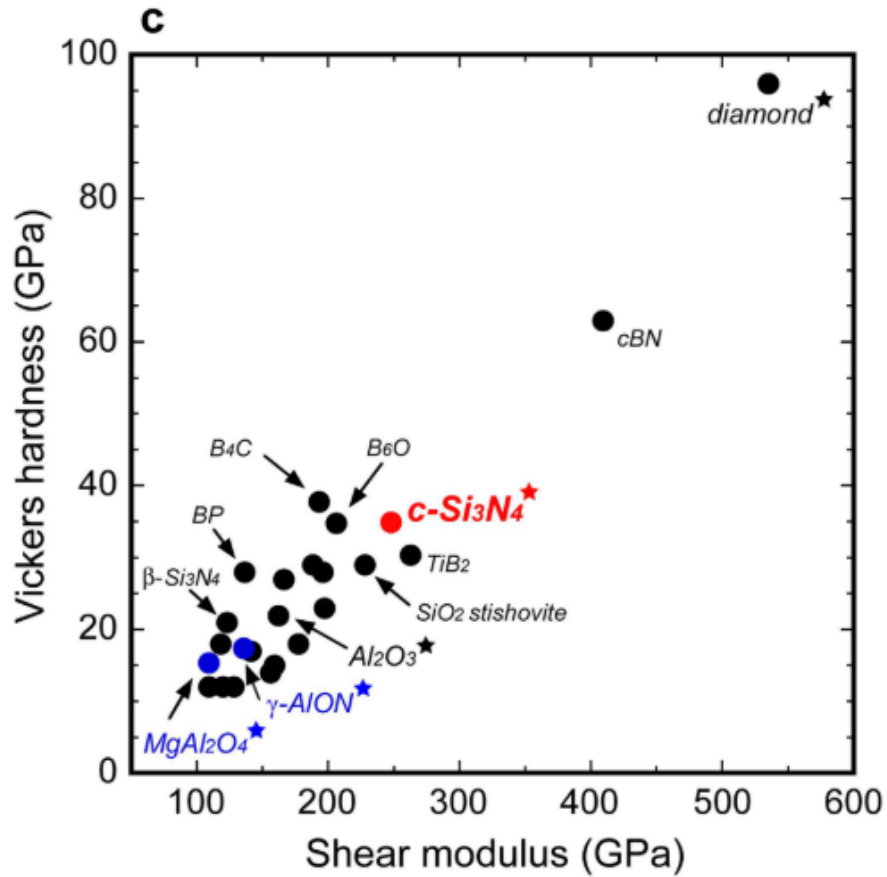 c
100
80
60
40
20
0
Vickers hardness (GPa)
diamond★
cBN
B4C
B6O
c-Si3N4★
BP
TiB2
β-Si3N4
SiO2 stishovite
Al2O3★
γ-AlON★
MgAl2O4★
100 200 300 400 500 600
Shear modulus (GPa)